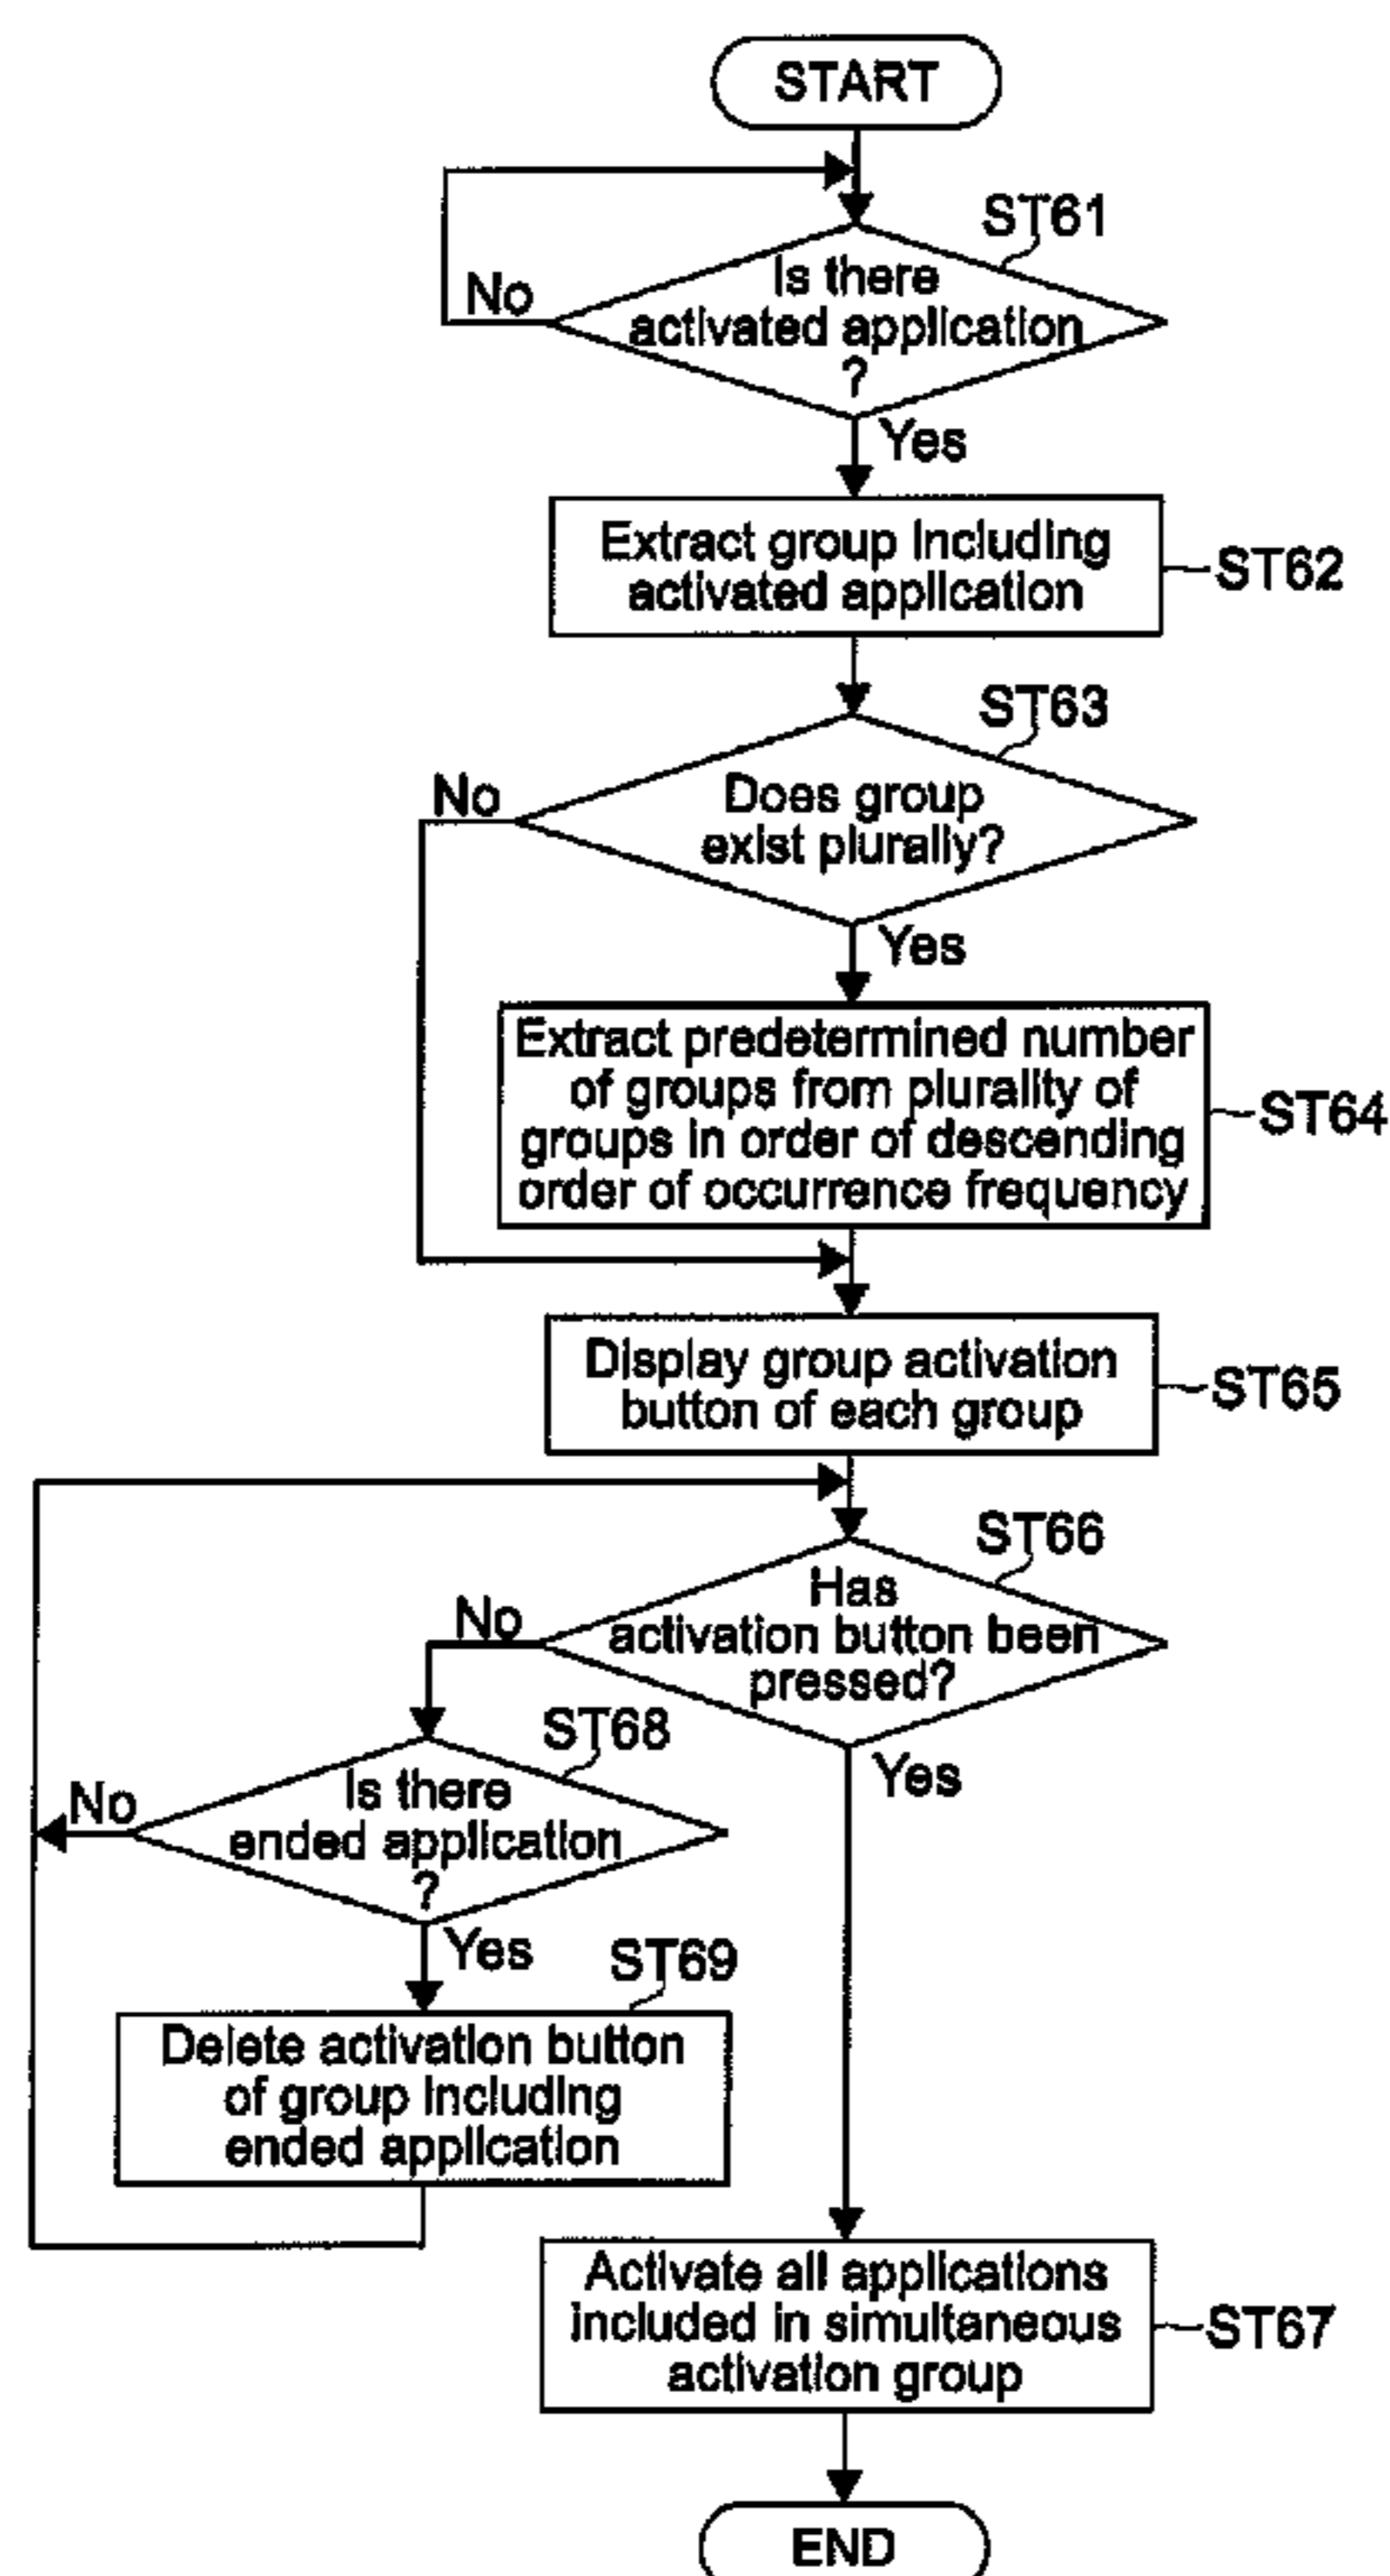 START
ST61
Is there
No
activated application
?
Yes
Extract group including
activated application
ST62
ST63
No
Does group
exist plurally?
Yes
Extract predetermined number
of groups from plurality of
groups in order of descending
order of occurrence frequency
ST64
Display group activation
button of each group
ST65
ST66
Has
No
activation button been
pressed?
ST68
Yes
Is there
No
ended application
?
Yes
ST69
Delete activation button
of group including
ended application
Activate all applications
included in simultaneous
activation group
ST67
END